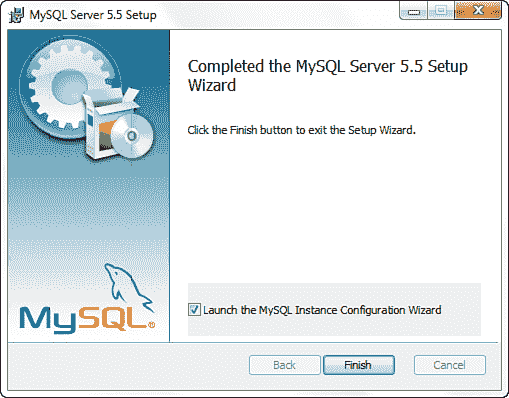 MySQL Server 5.5 Setup
Completed the MySQL Server 5.5 Setup
Wizard
Click the Finish button to exit the Setup Wizard.
Launch the MySQL Instance Configuration Wizard
MySQL®
Back
Finish
Cancel